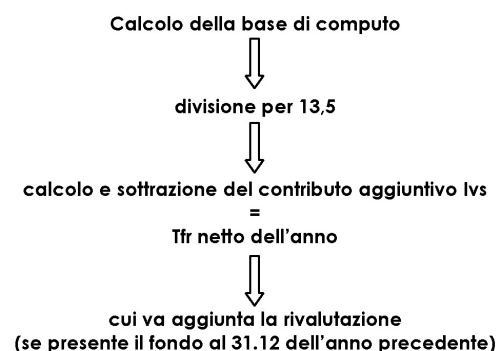 Calcolo della base di computo
divisione per 13,5
calcolo e sottrazione del contributo aggiuntivo Ivs
=
Tfr netto dell'anno
cui va aggiunta la rivalutazione
(se presente il fondo al 31.12 dell'anno precedente)